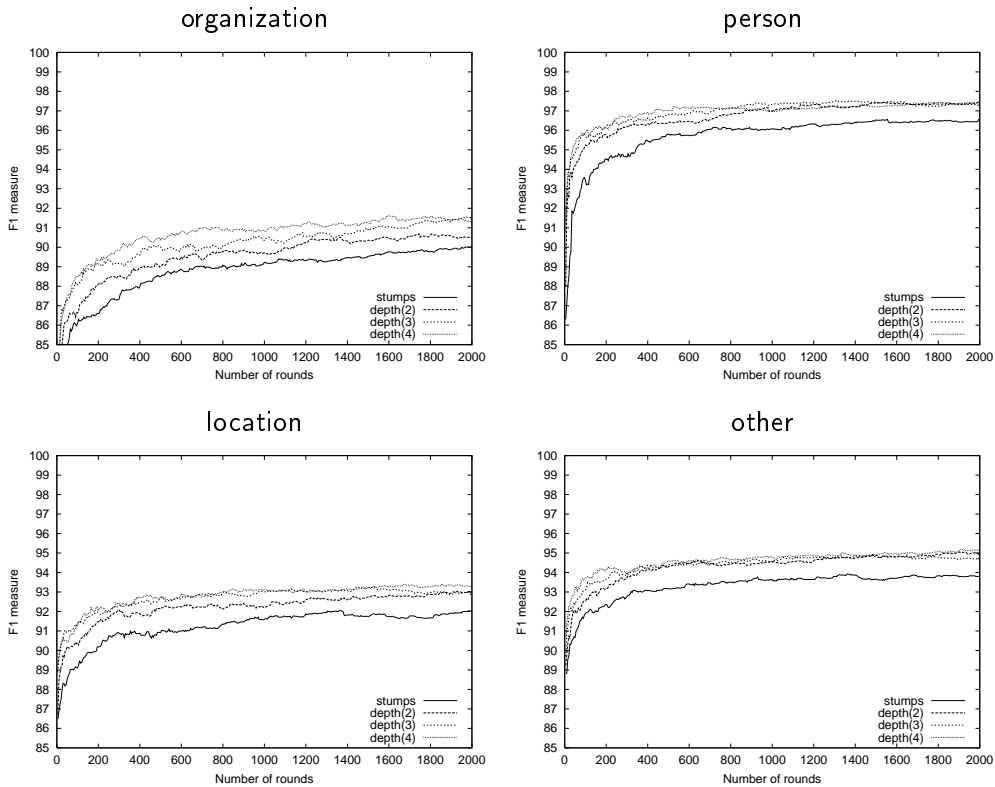 organization
100
99
98
97
96
95
94
93
92
91
90
89
88
87
86
85
F1 measure
stumps
depth(2)
depth(3)
depth(4)
0 200 400 600 800 1000 1200 1400 1600 1800 2000
Number of rounds
person
100
99
98
97
96
95
94
93
92
91
90
89
88
87
86
85
F1 measure
stumps
depth(2)
depth(3)
depth(4)
0 200 400 600 800 1000 1200 1400 1600 1800 2000
Number of rounds
location
100
99
98
97
96
95
94
93
92
91
90
89
88
87
86
85
F1 measure
stumps
depth(2)
depth(3)
depth(4)
0 200 400 600 800 1000 1200 1400 1600 1800 2000
Number of rounds
other
100
99
98
97
96
95
94
93
92
91
90
89
88
87
86
85
F1 measure
stumps
depth(2)
depth(3)
depth(4)
0 200 400 600 800 1000 1200 1400 1600 1800 2000
Number of rounds